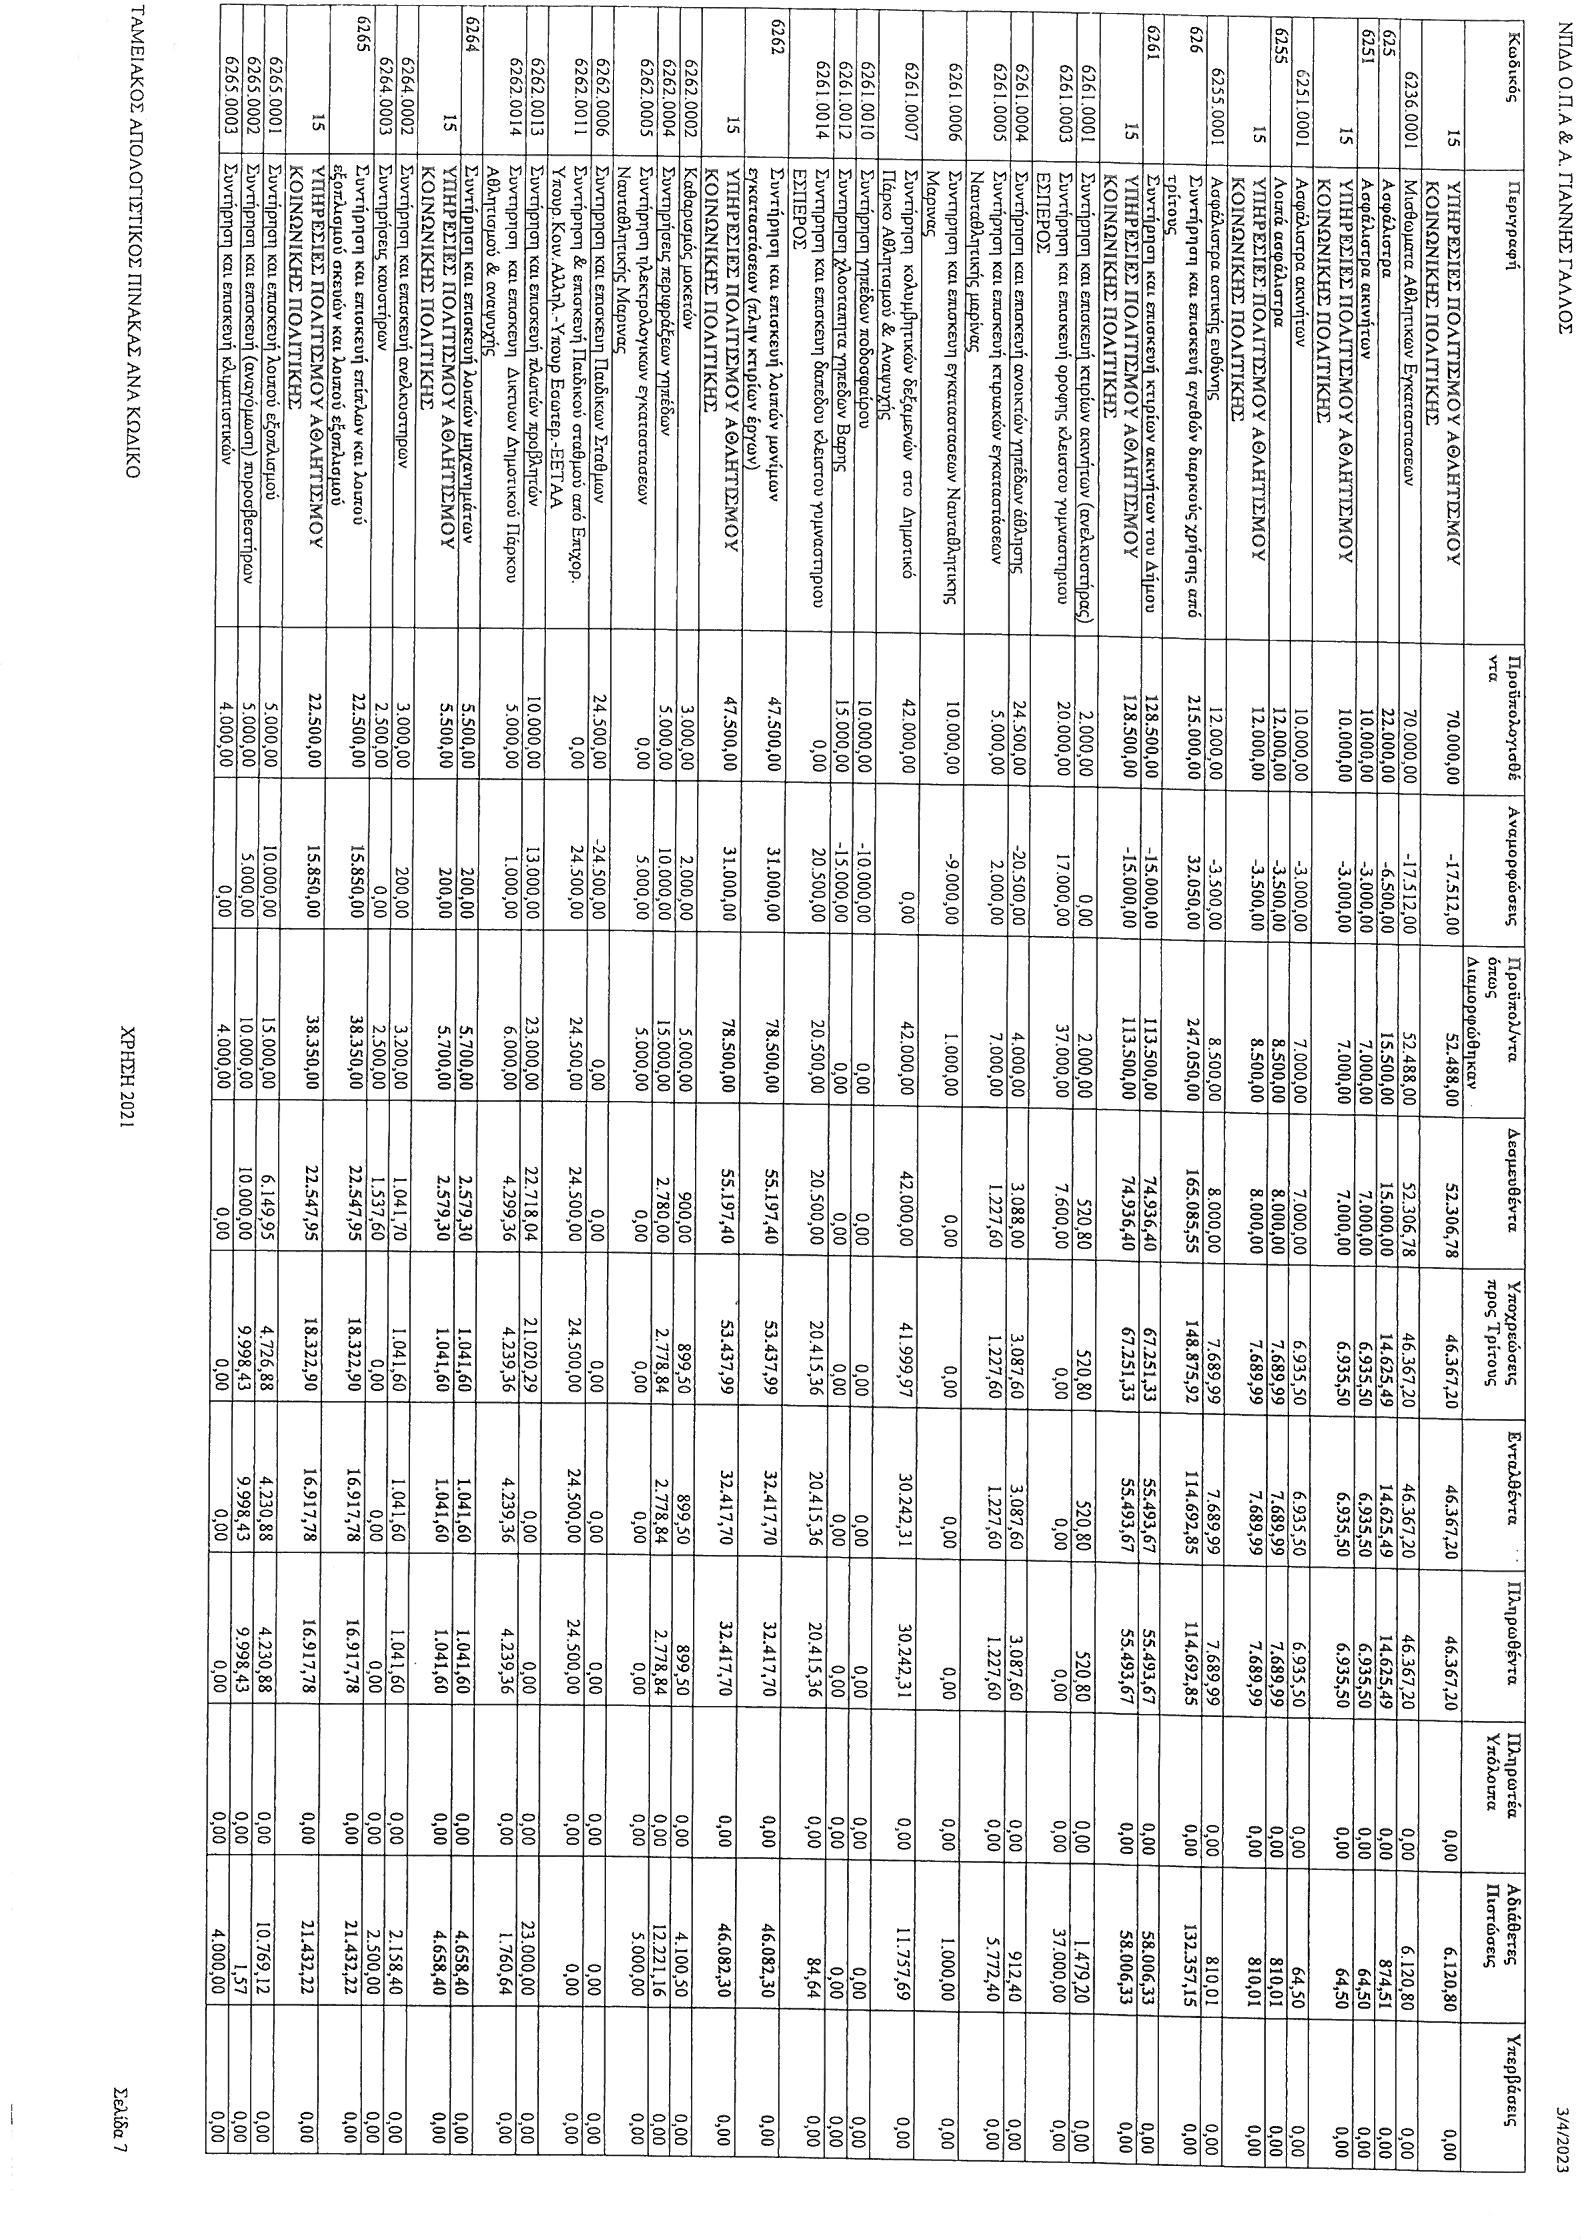 ΝΠΔΔ Ο.Π.Α & Α. ΓΙΑΝΝΗΣ ΓΑΛΛΟΣ 3/4/2023
Κωδικός Περιγραφή Προϋπολογισθέντα Αναμορφώσεις Προϋπολ/ντα όπως Διαμορφώθηκαν Δεσμευθέντα Υποχρεώσεις προς Τρίτους Ενταλθέντα Πληρωθέντα Πληρωτέα Υπόλοιπα Αδιάθετες Πιστώσεις Υπερβάσεις
15 ΥΠΗΡΕΣΙΕΣ ΠΟΛΙΤΙΣΜΟΥ ΑΘΛΗΤΙΣΜΟΥ 70.000,00 -17.512,00 52.488,00 52.306,78 46.367,20 46.367,20 46.367,20 0,00 6.120,80 0,00
ΚΟΙΝΩΝΙΚΗΣ ΠΟΛΙΤΙΚΗΣ
6236.0001 Μισθωματα Αθλητικων Εγκαταστασεων 70.000,00 -17.512,00 52.488,00 52.306,78 46.367,20 46.367,20 46.367,20 0,00 6.120,80 0,00
625 Ασφάλιστρα 22.000,00 -6.500,00 15.500,00 15.000,00 14.625,49 14.625,49 14.625,49 0,00 874,51 0,00
6251 Ασφάλιστρα ακινήτων 10.000,00 -3.000,00 7.000,00 7.000,00 6.935,50 6.935,50 6.935,50 0,00 64,50 0,00
15 ΥΠΗΡΕΣΙΕΣ ΠΟΛΙΤΙΣΜΟΥ ΑΘΛΗΤΙΣΜΟΥ 10.000,00 -3.000,00 7.000,00 7.000,00 6.935,50 6.935,50 6.935,50 0,00 64,50 0,00
ΚΟΙΝΩΝΙΚΗΣ ΠΟΛΙΤΙΚΗΣ
6251.0001 Ασφάλιστρα ακινήτων 10.000,00 -3.000,00 7.000,00 7.000,00 6.935,50 6.935,50 6.935,50 0,00 64,50 0,00
6255 Λοιπά ασφάλιστρα 12.000,00 -3.500,00 8.500,00 8.000,00 7.689,99 7.689,99 7.689,99 0,00 810,01 0,00
15 ΥΠΗΡΕΣΙΕΣ ΠΟΛΙΤΙΣΜΟΥ ΑΘΛΗΤΙΣΜΟΥ 12.000,00 -3.500,00 8.500,00 8.000,00 7.689,99 7.689,99 7.689,99 0,00 810,01 0,00
ΚΟΙΝΩΝΙΚΗΣ ΠΟΛΙΤΙΚΗΣ
6255.0001 Ασφάλιστρα αστικής ευθύνης 12.000,00 -3.500,00 8.500,00 8.000,00 7.689,99 7.689,99 7.689,99 0,00 810,01 0,00
626 Συντήρηση και επισκευή αγαθών διαρκούς χρήσης από 215.000,00 32.050,00 247.050,00 165.085,55 148.875,92 114.692,85 114.692,85 0,00 132.357,15 0,00
τρίτους
6261 Συντήρηση και επισκευή κτιρίων ακινήτων του Δήμου 128.500,00 -15.000,00 113.500,00 74.936,40 67.251,33 55.493,67 55.493,67 0,00 58.006,33 0,00
15 ΥΠΗΡΕΣΙΕΣ ΠΟΛΙΤΙΣΜΟΥ ΑΘΛΗΤΙΣΜΟΥ 128.500,00 -15.000,00 113.500,00 74.936,40 67.251,33 55.493,67 55.493,67 0,00 58.006,33 0,00
ΚΟΙΝΩΝΙΚΗΣ ΠΟΛΙΤΙΚΗΣ
6261.0001 Συντήρηση και επισκευή κτιρίων ακινήτων (ανελκυστήρας) 2.000,00 0,00 2.000,00 520,80 520,80 520,80 520,80 0,00 1.479,20 0,00
6261.0003 Συντήρηση και επισκευή οροφης κλειστου γυμναστηριου 20.000,00 17.000,00 37.000,00 7.600,00 0,00 0,00 0,00 0,00 37.000,00 0,00
ΕΣΠΕΡΟΣ
6261.0004 Συντήρηση και επισκευή ανοικτών γηπέδων άθλησης 24.500,00 -20.500,00 4.000,00 3.088,00 3.087,60 3.087,60 3.087,60 0,00 912,40 0,00
6261.0005 Συντήρηση και επισκευή κτιριακών εγκαταστάσεων 5.000,00 2.000,00 7.000,00 1.227,60 1.227,60 1.227,60 1.227,60 0,00 5.772,40 0,00
Ναυταθλητικής μαρίνας
6261.0006 Συντηρηση και επισκευη εγκαταστασεων Ναυταθλητικης 10.000,00 -9.000,00 1.000,00 0,00 0,00 0,00 0,00 0,00 1.000,00 0,00
Μαρινας
6261.0007 Συντήρηση κολυμβητικών δεξαμενών στο Δημοτικό 42.000,00 0,00 42.000,00 42.000,00 41.999,97 30.242,31 30.242,31 0,00 11.757,69 0,00
Πάρκο Αθλητισμού & Αναψυχής
6261.0010 Συντήρηση γηπέδων ποδοσφαίρου 10.000,00 -10.000,00 0,00 0,00 0,00 0,00 0,00 0,00 0,00 0,00
6261.0012 Συντηρηση χλοοταπητα γηπεδων Βαρης 15.000,00 -15.000,00 0,00 0,00 0,00 0,00 0,00 0,00 0,00 0,00
6261.0014 Συντηρηση και επισκευη δαπεδου κλειστου γυμναστηριου 0,00 20.500,00 20.500,00 20.500,00 20.415,36 20.415,36 20.415,36 0,00 84,64 0,00
ΕΣΠΕΡΟΣ
6262 Συντήρηση και επισκευή λοιπών μονίμων 47.500,00 31.000,00 78.500,00 55.197,40 53.437,99 32.417,70 32.417,70 0,00 46.082,30 0,00
εγκαταστάσεων (πλην κτιρίων έργων)
15 ΥΠΗΡΕΣΙΕΣ ΠΟΛΙΤΙΣΜΟΥ ΑΘΛΗΤΙΣΜΟΥ 47.500,00 31.000,00 78.500,00 55.197,40 53.437,99 32.417,70 32.417,70 0,00 46.082,30 0,00
ΚΟΙΝΩΝΙΚΗΣ ΠΟΛΙΤΙΚΗΣ
6262.0002 Καθαρισμός μοκετών 3.000,00 2.000,00 5.000,00 900,00 899,50 899,50 899,50 0,00 4.100,50 0,00
6262.0004 Συντηρήσεις περιφράξεων γηπέδων 5.000,00 10.000,00 15.000,00 2.780,00 2.778,84 2.778,84 2.778,84 0,00 12.221,16 0,00
6262.0005 Συντήρηση ηλεκτρολογικων εγκαταστασεων 0,00 5.000,00 5.000,00 0,00 0,00 0,00 0,00 0,00 5.000,00 0,00
Ναυταθλητικής Μαρινας
6262.0006 Συντηρηση και επισκευη Παιδικων Σταθμων 24.500,00 -24.500,00 0,00 0,00 0,00 0,00 0,00 0,00 0,00 0,00
6262.0011 Συντήρηση & επισκευή Παιδικού σταθμού από Επιχορ. 0,00 24.500,00 24.500,00 24.500,00 24.500,00 24.500,00 24.500,00 0,00 0,00 0,00
Υπουρ.Κοιν.Αλληλ.-Υπουρ Εσωτερ.-ΕΕΤΑΑ
6262.0013 Συντήρηση και επισκευή πλωτών προβλητών 10.000,00 13.000,00 23.000,00 22.718,04 21.020,29 0,00 0,00 0,00 23.000,00 0,00
6262.0014 Συντηρηση και επισκευη Δικτυων Δημοτικού Πάρκου 5.000,00 1.000,00 6.000,00 4.299,36 4.239,36 4.239,36 4.239,36 0,00 1.760,64 0,00
Αθλητισμού & αναψυχής
6264 Συντήρηση και επισκευή λοιπών μηχανημάτων 5.500,00 200,00 5.700,00 2.579,30 1.041,60 1.041,60 1.041,60 0,00 4.658,40 0,00
15 ΥΠΗΡΕΣΙΕΣ ΠΟΛΙΤΙΣΜΟΥ ΑΘΛΗΤΙΣΜΟΥ 5.500,00 200,00 5.700,00 2.579,30 1.041,60 1.041,60 1.041,60 0,00 4.658,40 0,00
ΚΟΙΝΩΝΙΚΗΣ ΠΟΛΙΤΙΚΗΣ
6264.0002 Συντήρηση και επισκευή ανελκυστηρων 3.000,00 200,00 3.200,00 1.041,70 1.041,60 1.041,60 1.041,60 0,00 2.158,40 0,00
6264.0003 Συντηρήσεις καυστήρων 2.500,00 0,00 2.500,00 1.537,60 0,00 0,00 0,00 0,00 2.500,00 0,00
6265 Συντήρηση και επισκευή επίπλων και λοιπού 22.500,00 15.850,00 38.350,00 22.547,95 18.322,90 16.917,78 16.917,78 0,00 21.432,22 0,00
εξοπλισμού σκευών και λοιπού εξοπλισμού
15 ΥΠΗΡΕΣΙΕΣ ΠΟΛΙΤΙΣΜΟΥ ΑΘΛΗΤΙΣΜΟΥ 22.500,00 15.850,00 38.350,00 22.547,95 18.322,90 16.917,78 16.917,78 0,00 21.432,22 0,00
ΚΟΙΝΩΝΙΚΗΣ ΠΟΛΙΤΙΚΗΣ
6265.0001 Συντήρηση και επισκευή λοιπού εξοπλισμού 5.000,00 10.000,00 15.000,00 6.149,95 4.726,88 4.230,88 4.230,88 0,00 10.769,12 0,00
6265.0002 Συντήρηση και επισκευή (αναγόμωση) πυροσβεστήρων 5.000,00 5.000,00 10.000,00 10.000,00 9.998,43 9.998,43 9.998,43 0,00 1,57 0,00
6265.0003 Συντήρηση και επισκευή κλιματιστικών 4.000,00 0,00 4.000,00 0,00 0,00 0,00 0,00 0,00 4.000,00 0,00
ΤΑΜΕΙΑΚΟΣ ΑΠΟΛΟΓΙΣΤΙΚΟΣ ΠΙΝΑΚΑΣ ΑΝΑ ΚΩΔΙΚΟ ΧΡΗΣΗ 2021 Σελίδα 7